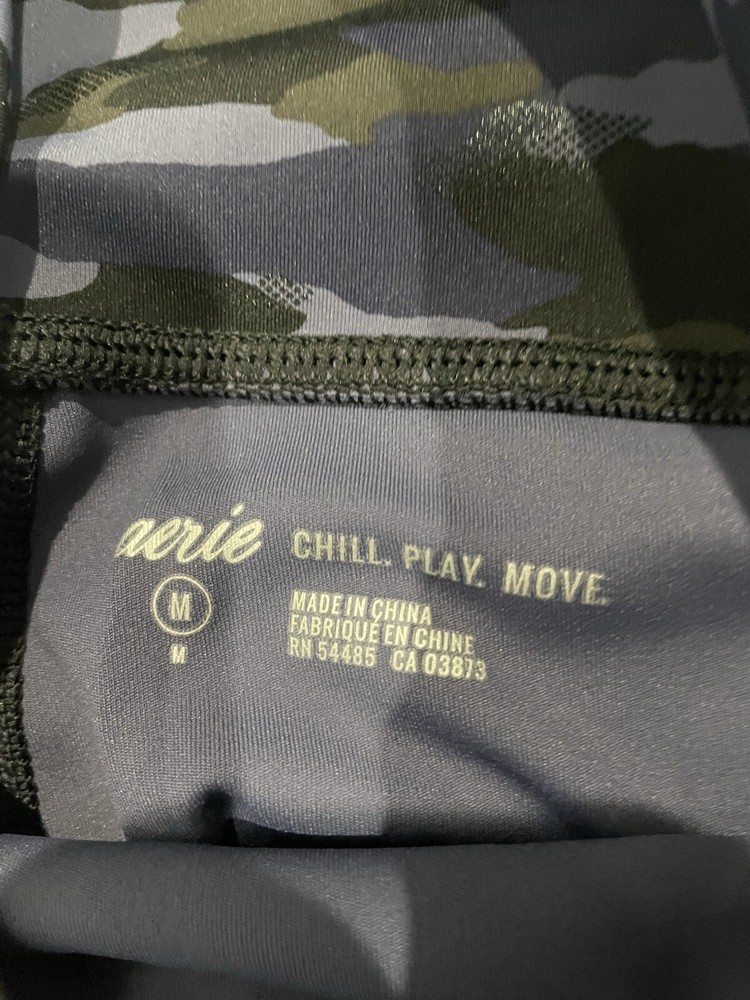 aerie CHILL. PLAY. MOVE.
M
M
MADE IN CHINA
FABRIQUÉ EN CHINE
RN 54485 CA 03873